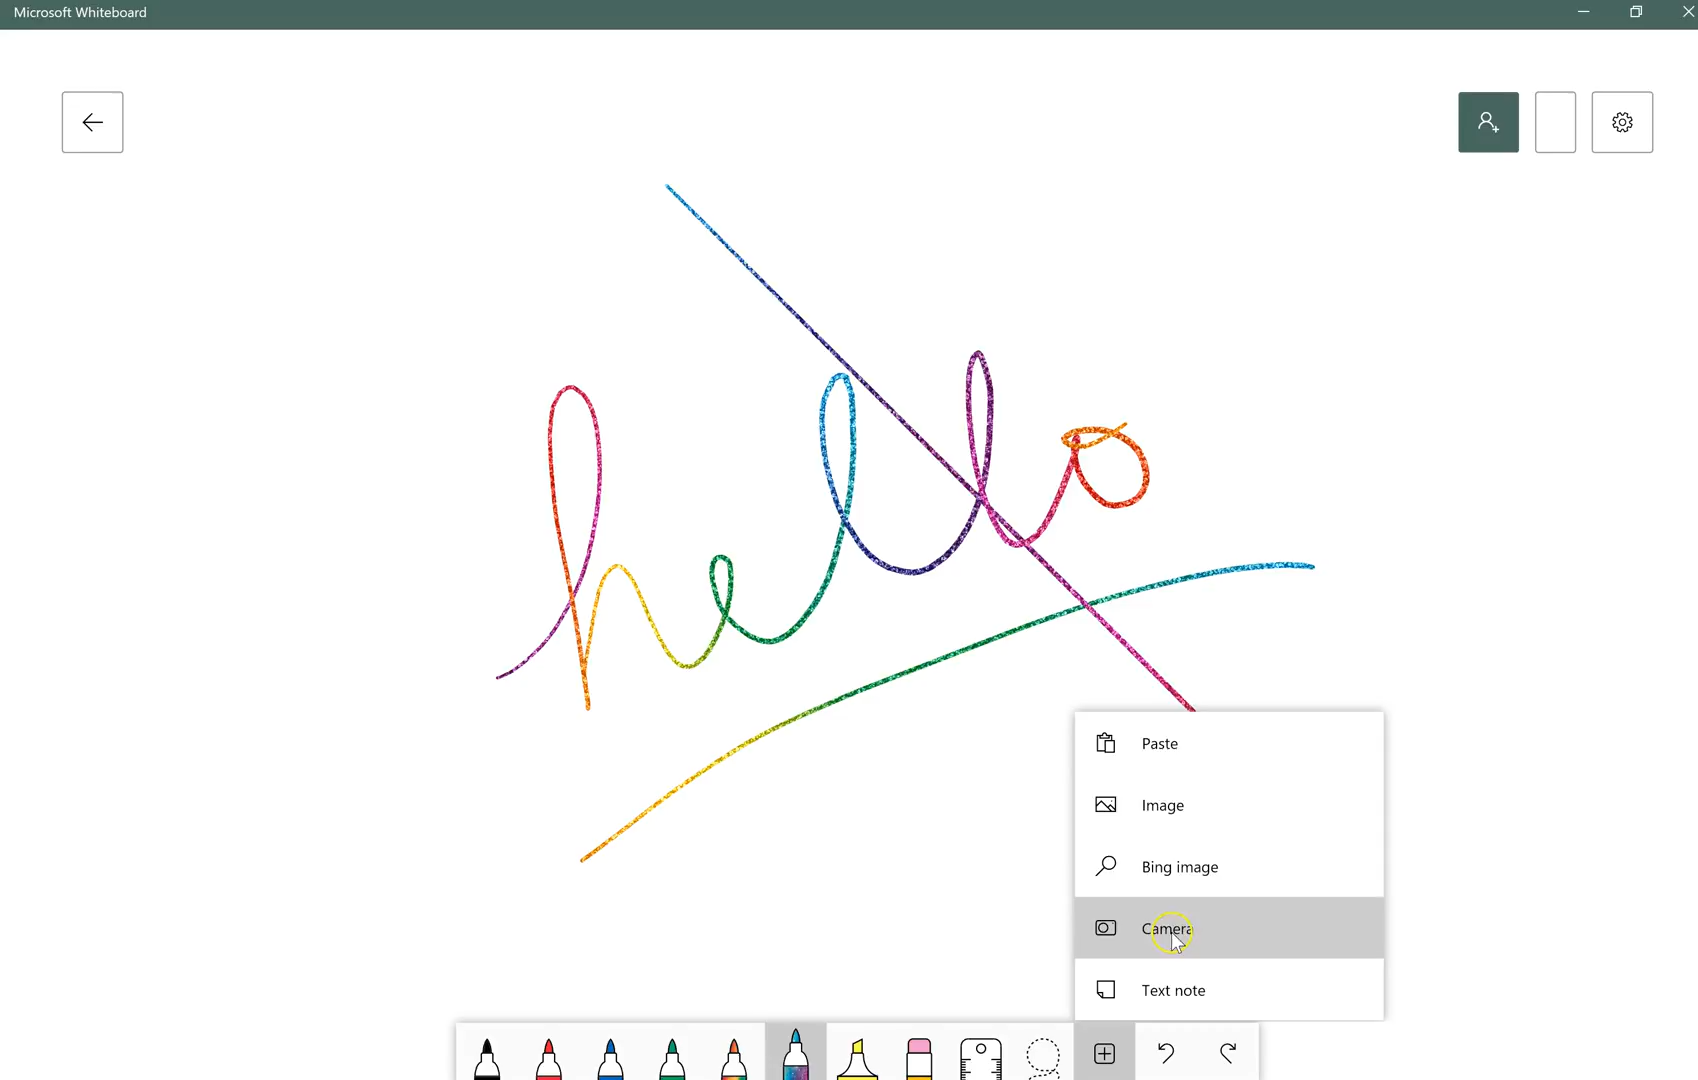 Microsoft Whiteboard
hello
Paste
Image
Bing image
Camera
Text note